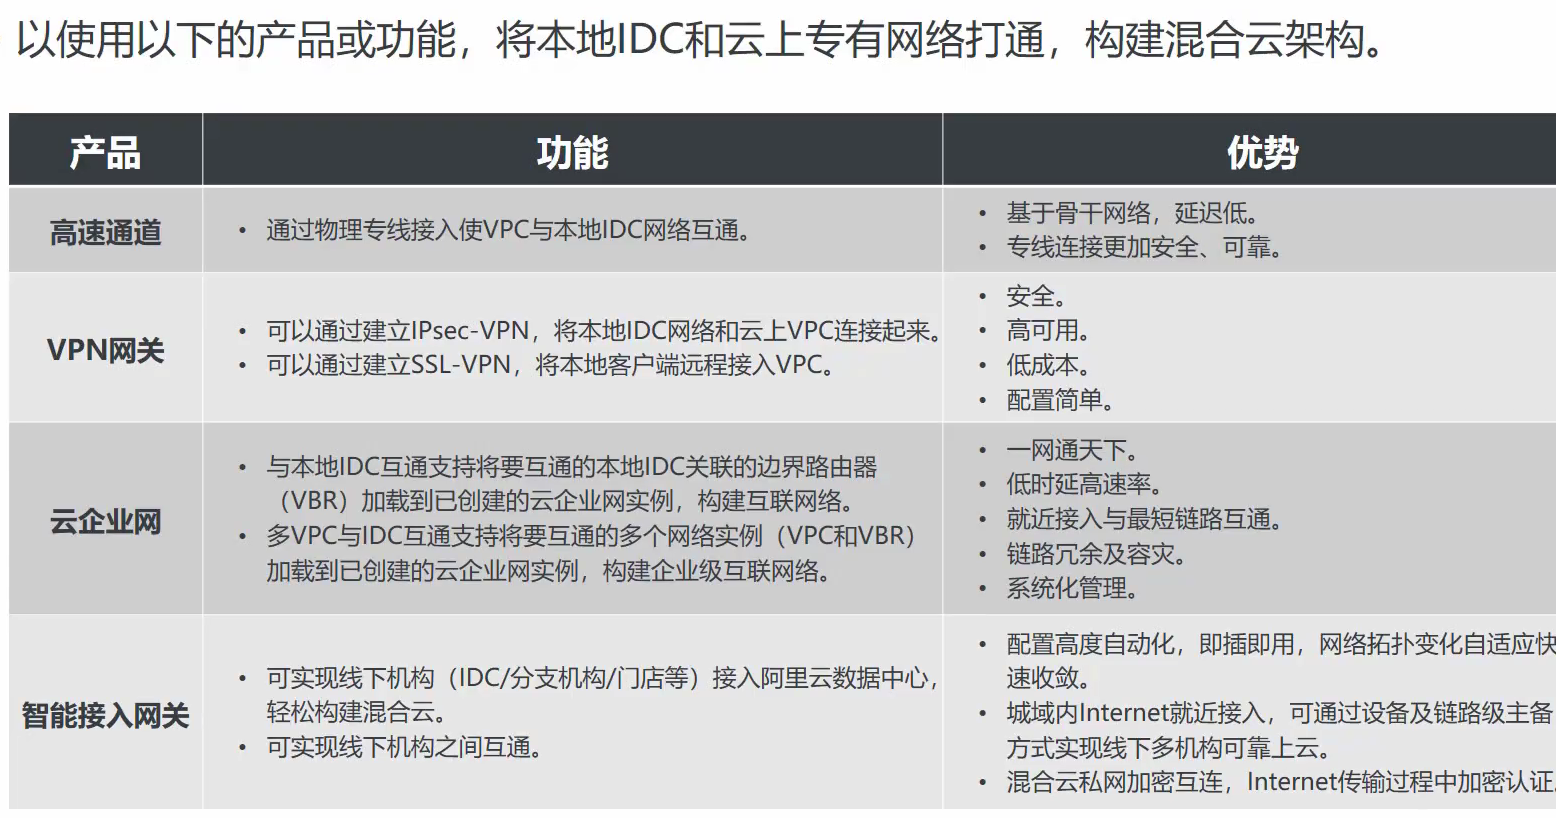 以使用以下的产品或功能，将本地IDC和云上专有网络打通，构建混合云架构。
产品
功能
优势
高速通道
• 通过物理专线接入使VPC与本地IDC网络互通。
• 基于骨干网络，延迟低。
• 专线连接更加安全、可靠。
VPN网关
• 可以通过建立IPsec-VPN，将本地IDC网络和云上VPC连接起来。
• 可以通过建立SSL-VPN，将本地客户端远程接入VPC。
• 安全。
• 高可用。
• 低成本。
• 配置简单。
云企业网
• 与本地IDC互通支持将要互通的本地IDC关联的边界路由器
（VBR）加载到已创建的云企业网实例，构建互联网络。
• 多VPC与IDC互通支持将要互通的多个网络实例（VPC和VBR）
加载到已创建的云企业网实例，构建企业级互联网络。
• 一网通天下。
• 低时延高速率。
• 就近接入与最短链路互通。
• 链路冗余及容灾。
• 系统化管理。
智能接入网关
• 可实现线下机构（IDC/分支机构/门店等）接入阿里云数据中心，
轻松构建混合云。
• 可实现线下机构之间互通。
• 配置高度自动化，即插即用，网络拓扑变化自适应快
速收敛。
• 城域内Internet就近接入，可通过设备及链路级主备
方式实现线下多机构可靠上云。
• 混合云私网加密互连，Internet传输过程中加密认证。